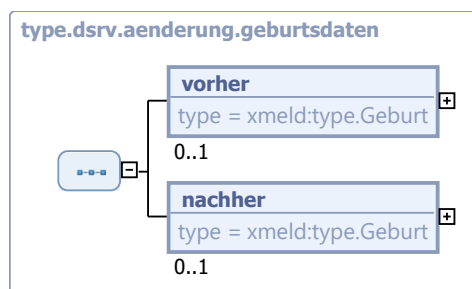 type.dsrv.aenderung.geburtsdaten
vorher
type = xmeld:type.Geburt
0..1
nachher
type = xmeld:type.Geburt
0..1